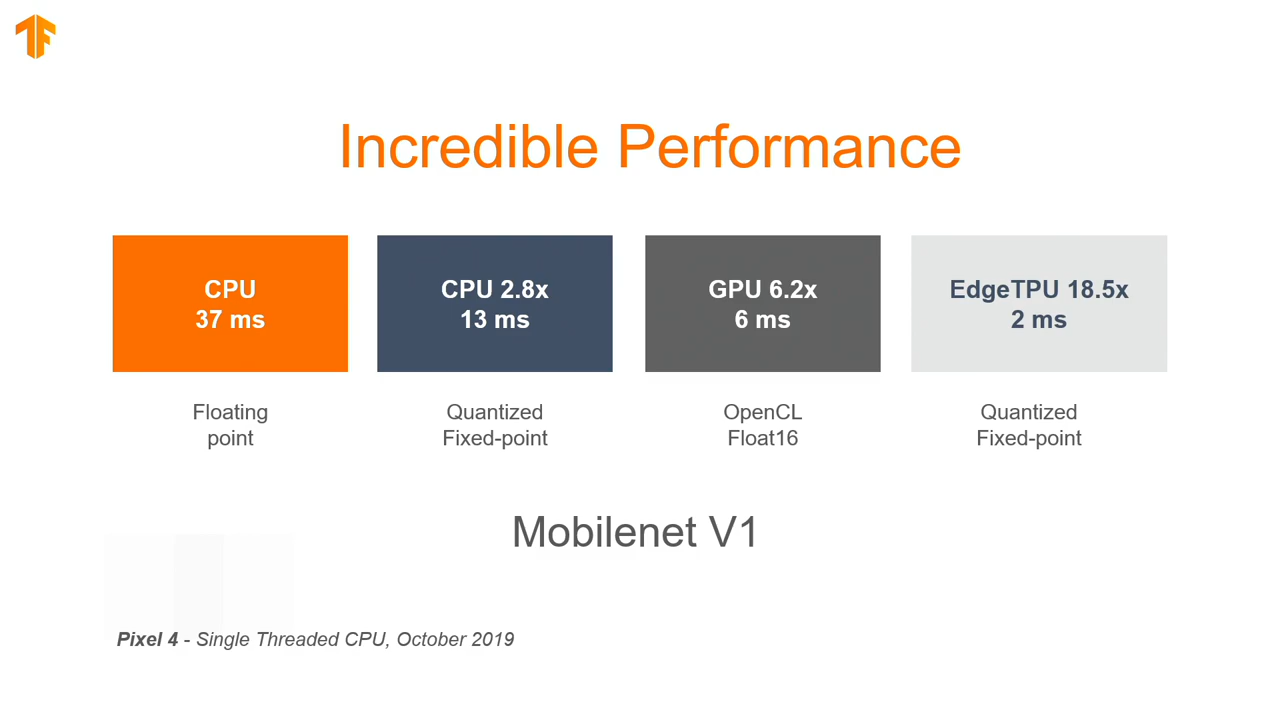 Incredible Performance
CPU
37 ms
CPU 2.8x
13 ms
GPU 6.2x
6 ms
EdgeTPU 18.5x
2 ms
Floating
point
Quantized
Fixed-point
OpenCL
Float16
Quantized
Fixed-point
Mobilenet V1
Pixel 4 - Single Threaded CPU, October 2019